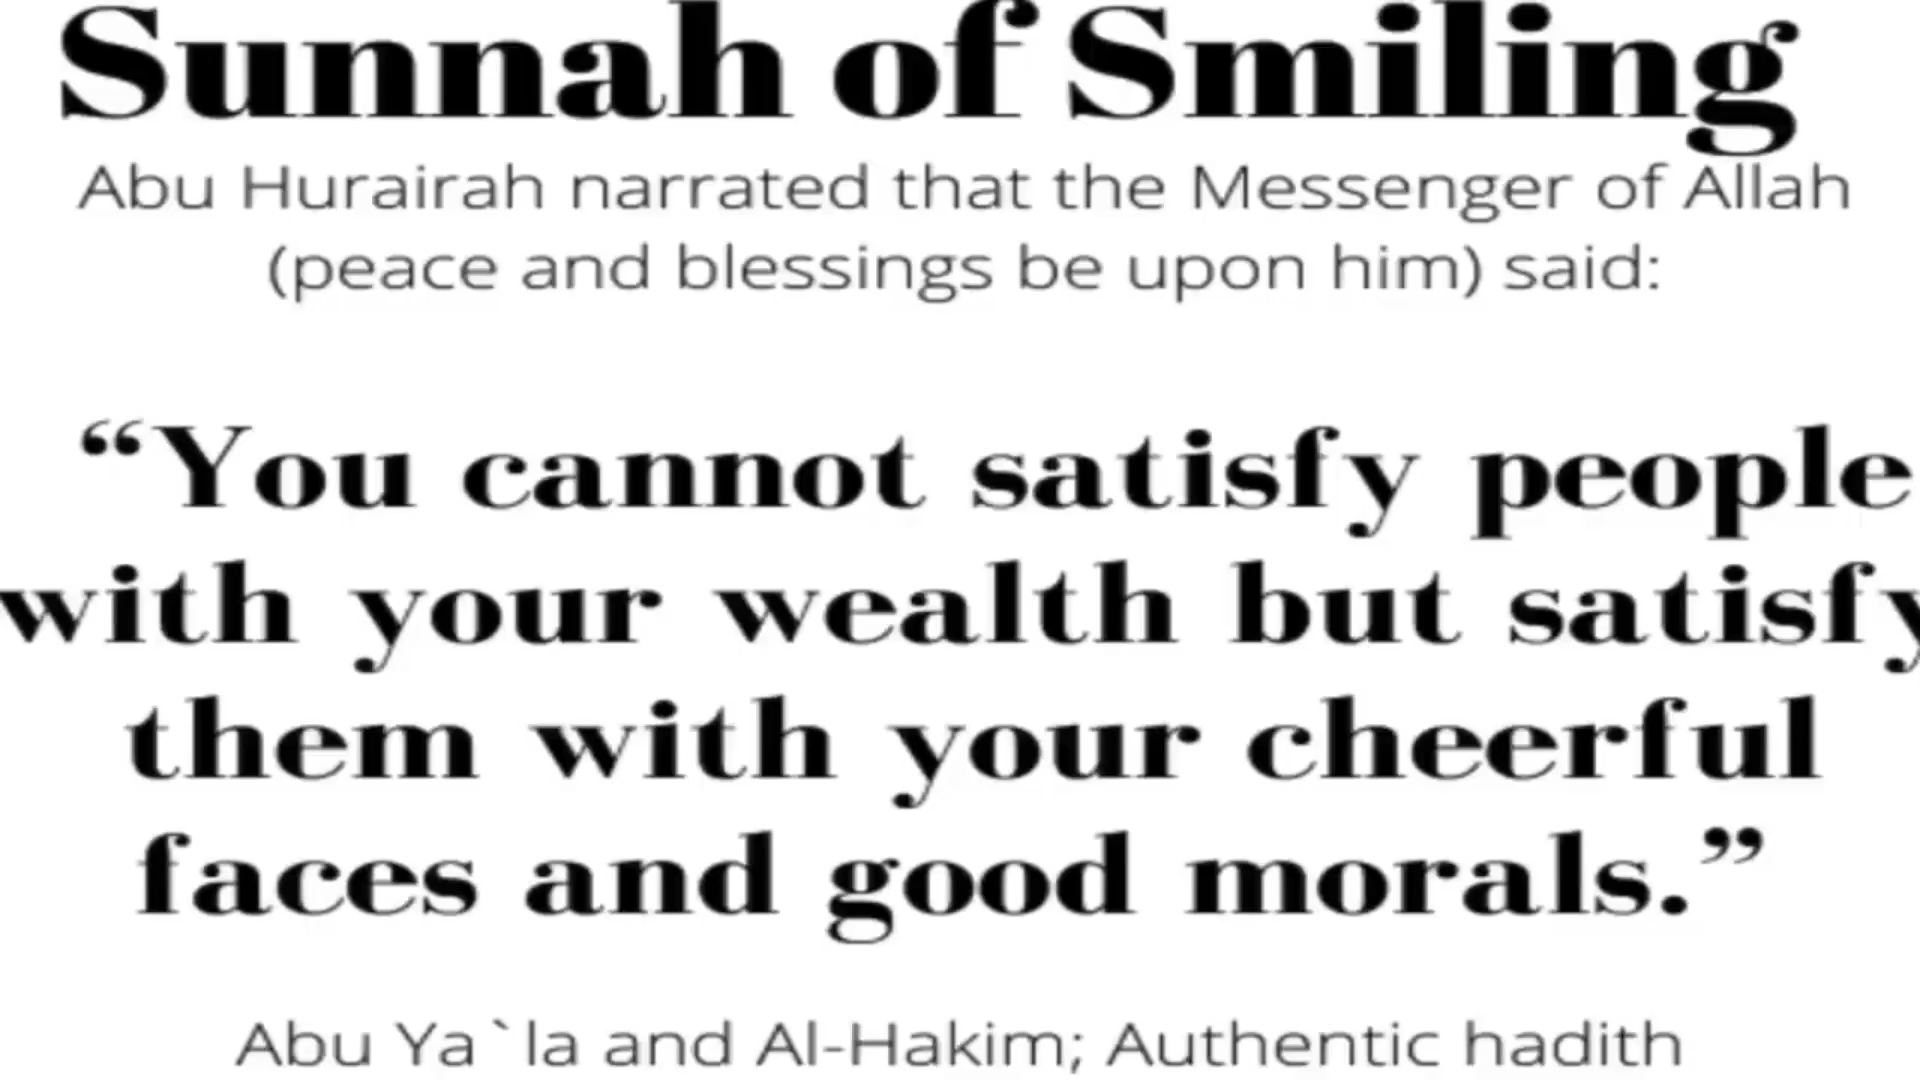 Sunnah of Smiling
Abu Hurairah narrated that the Messenger of Allah
(peace and blessings be upon him) said:
“You cannot satisfy people
with your wealth but satisfy
them with your cheerful
faces and good morals.”
Abu Ya`la and Al-Hakim; Authentic hadith